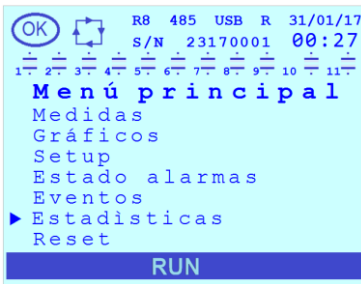 OK R8 485 USB R 31/01/17
S/N 23170001 00:27
1 2 3 4 5 6 7 8 9 10 11
Menú principal
Medidas
Gráficos
Setup
Estado alarmas
Eventos
Estadìsticas
Reset
RUN